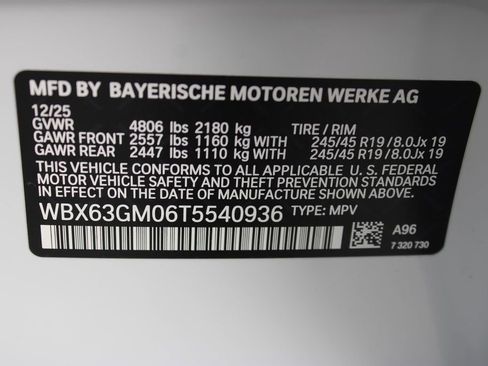 MFD BY BAYERISCHE MOTOREN WERKE AG
12/25
GVWR 4806 lbs 2180 kg TIRE / RIM
GAWR FRONT 2557 lbs 1160 kg WITH 245/45 R19 / 8.0Jx 19
GAWR REAR 2447 lbs 1110 kg WITH 245/45 R19 / 8.0Jx 19
THIS VEHICLE CONFORMS TO ALL APPLICABLE U. S. FEDERAL
MOTOR VEHICLE SAFETY AND THEFT PREVENTION STANDARDS
IN EFFECT ON THE DATE OF MANUFACTURE SHOWN ABOVE.
WBX63GM06T5540936 TYPE: MPV
A96
7 320 730